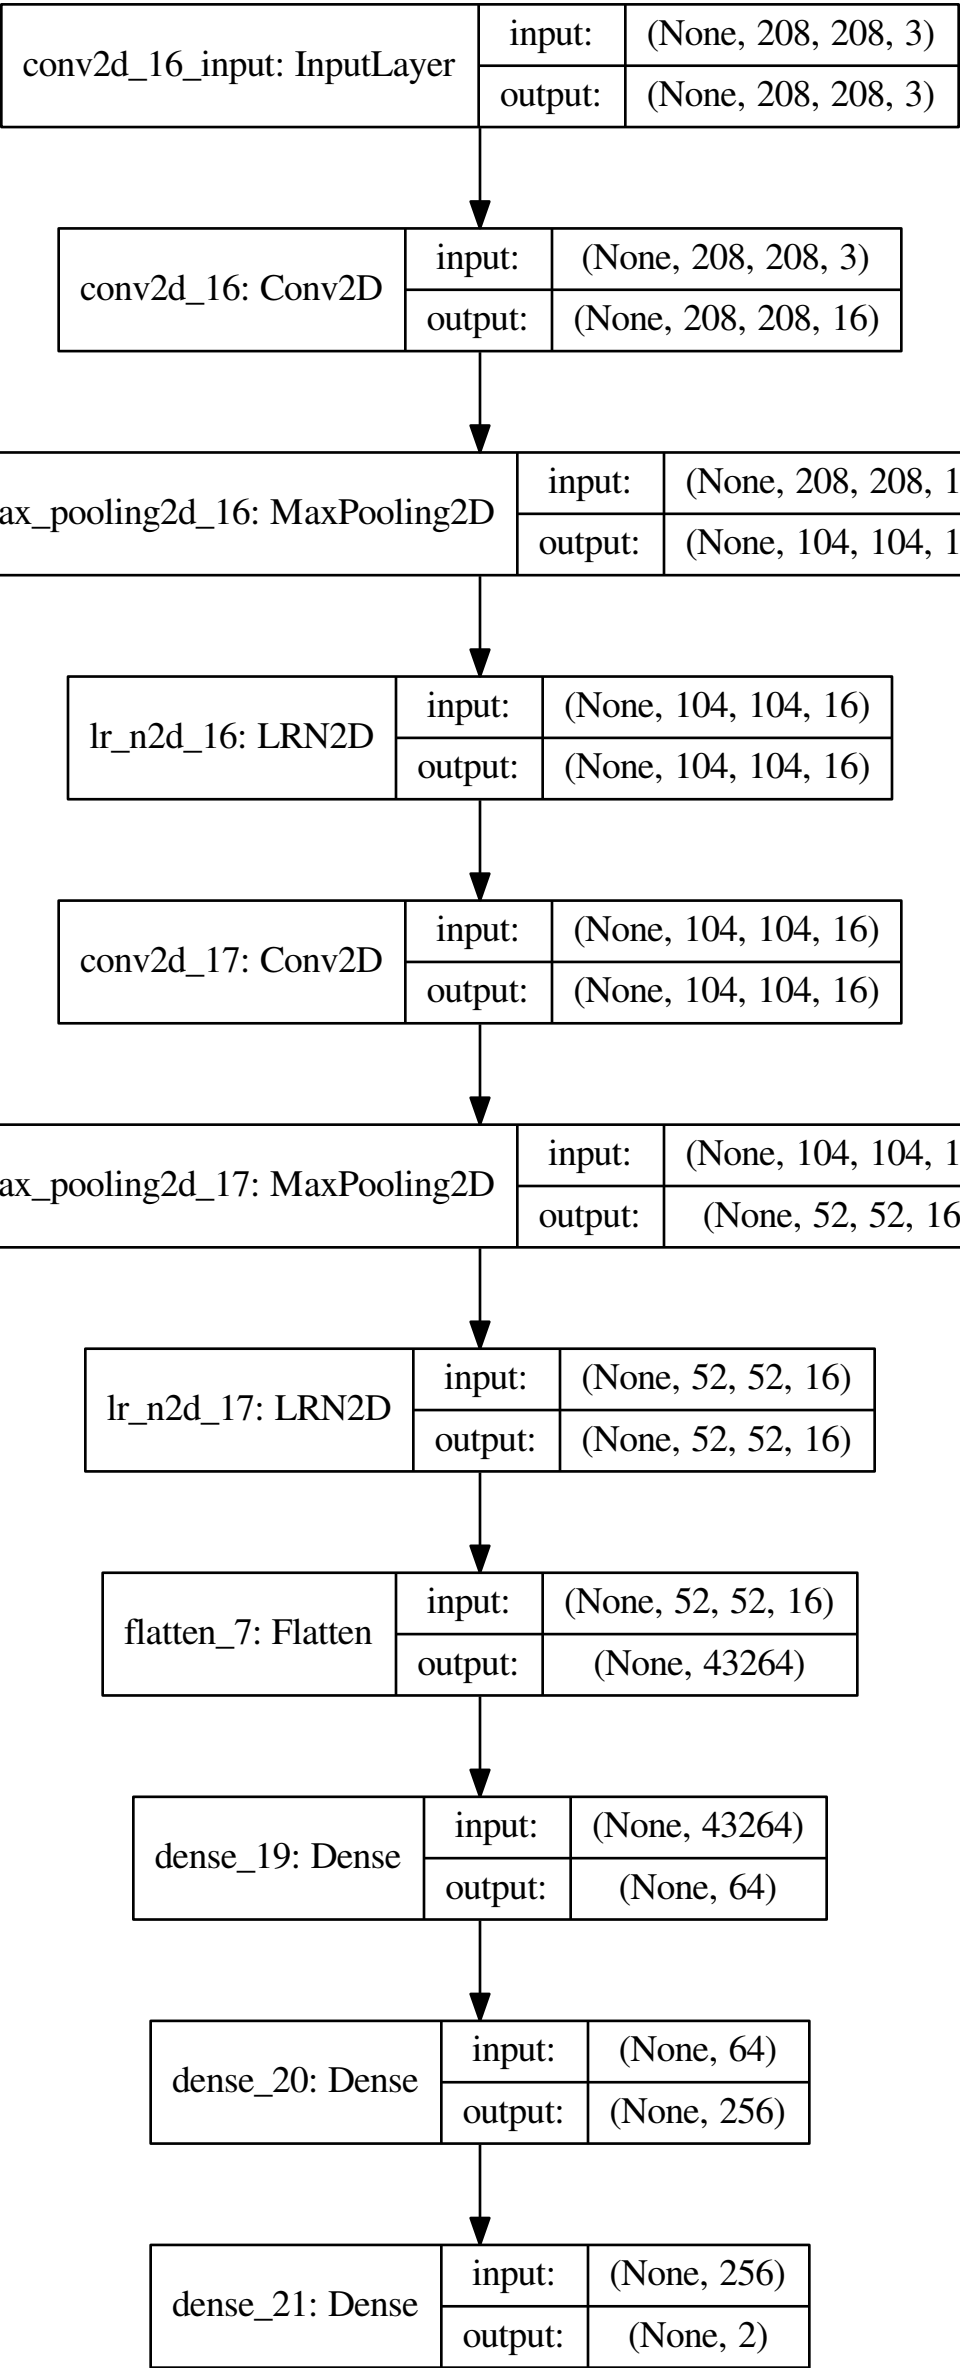 conv2d_16_input: InputLayer
input: (None, 208, 208, 3)
output: (None, 208, 208, 3)
conv2d_16: Conv2D
input: (None, 208, 208, 3)
output: (None, 208, 208, 16)
ax_pooling2d_16: MaxPooling2D
input: (None, 208, 208, 1
output: (None, 104, 104, 1
lr_n2d_16: LRN2D
input: (None, 104, 104, 16)
output: (None, 104, 104, 16)
conv2d_17: Conv2D
input: (None, 104, 104, 16)
output: (None, 104, 104, 16)
ax_pooling2d_17: MaxPooling2D
input: (None, 104, 104, 1
output: (None, 52, 52, 16
lr_n2d_17: LRN2D
input: (None, 52, 52, 16)
output: (None, 52, 52, 16)
flatten_7: Flatten
input: (None, 52, 52, 16)
output: (None, 43264)
dense_19: Dense
input: (None, 43264)
output: (None, 64)
dense_20: Dense
input: (None, 64)
output: (None, 256)
dense_21: Dense
input: (None, 256)
output: (None, 2)